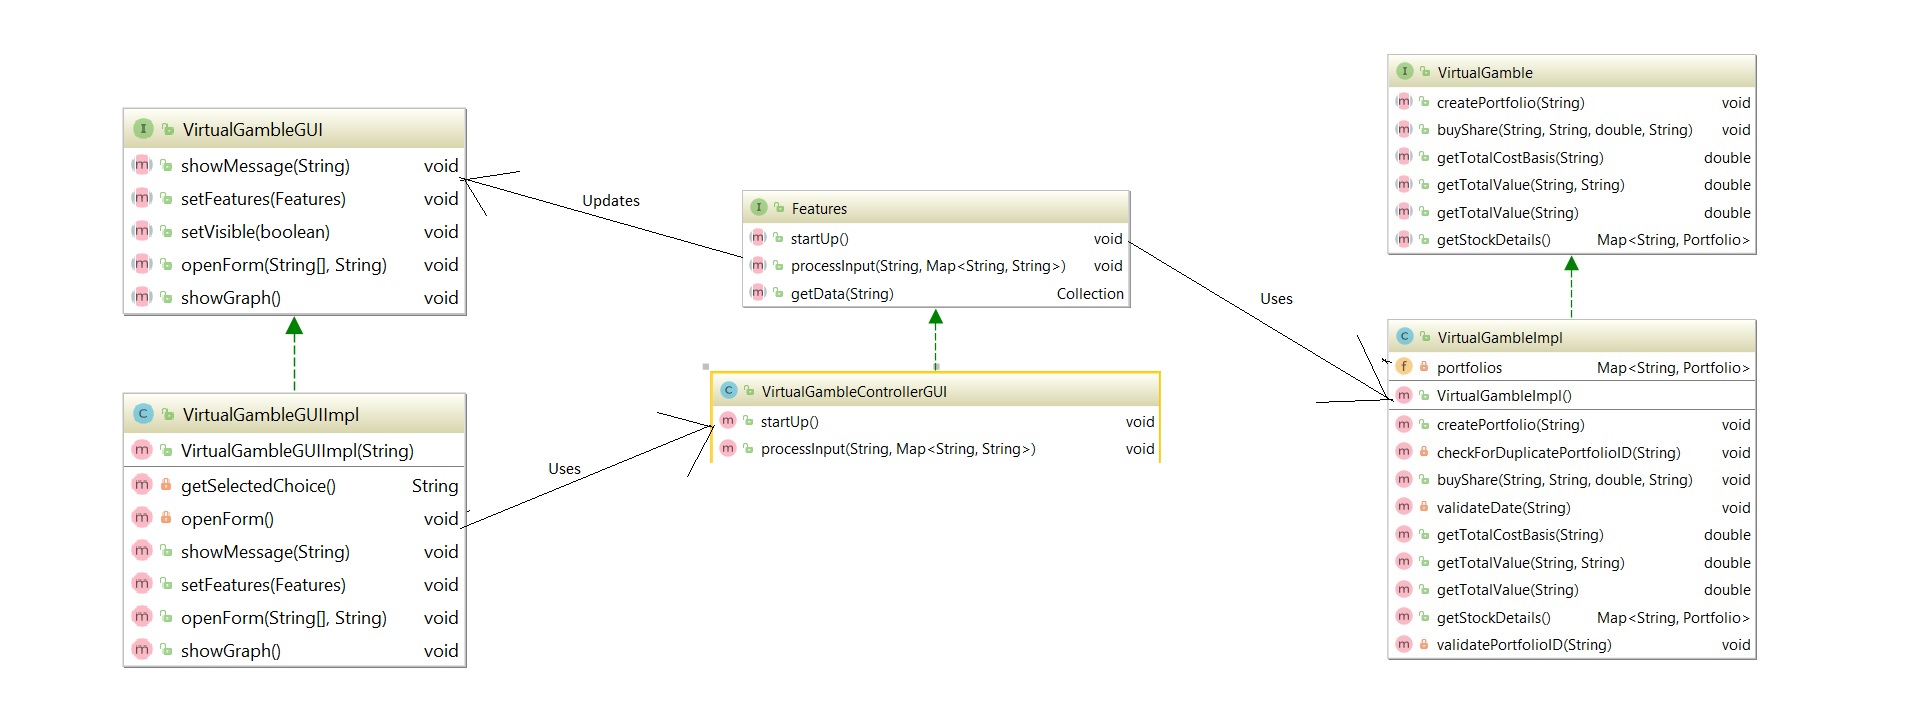 VirtualGambleGUI
showMessage(String) void
setFeatures(Features) void
setVisible(boolean) void
openForm(String[], String) void
showGraph() void
VirtualGambleGUIImpl
VirtualGambleGUIImpl(String)
getSelectedChoice() String
openForm() void
showMessage(String) void
setFeatures(Features) void
openForm(String[], String) void
showGraph() void
Updates
Uses
Features
startUp() void
processInput(String, Map<String, String>) void
getData(String) Collection
VirtualGambleControllerGUI
startUp() void
processInput(String, Map<String, String>) void
Uses
VirtualGamble
createPortfolio(String) void
buyShare(String, String, double, String) void
getTotalCostBasis(String) double
getTotalValue(String, String) double
getTotalValue(String) double
getStockDetails() Map<String, Portfolio>
VirtualGambleImpl
portfolios Map<String, Portfolio>
VirtualGambleImpl()
createPortfolio(String) void
checkForDuplicatePortfolioID(String) void
buyShare(String, String, double, String) void
validateDate(String) void
getTotalCostBasis(String) double
getTotalValue(String, String) double
getTotalValue(String) double
getStockDetails() Map<String, Portfolio>
validatePortfolioID(String) void